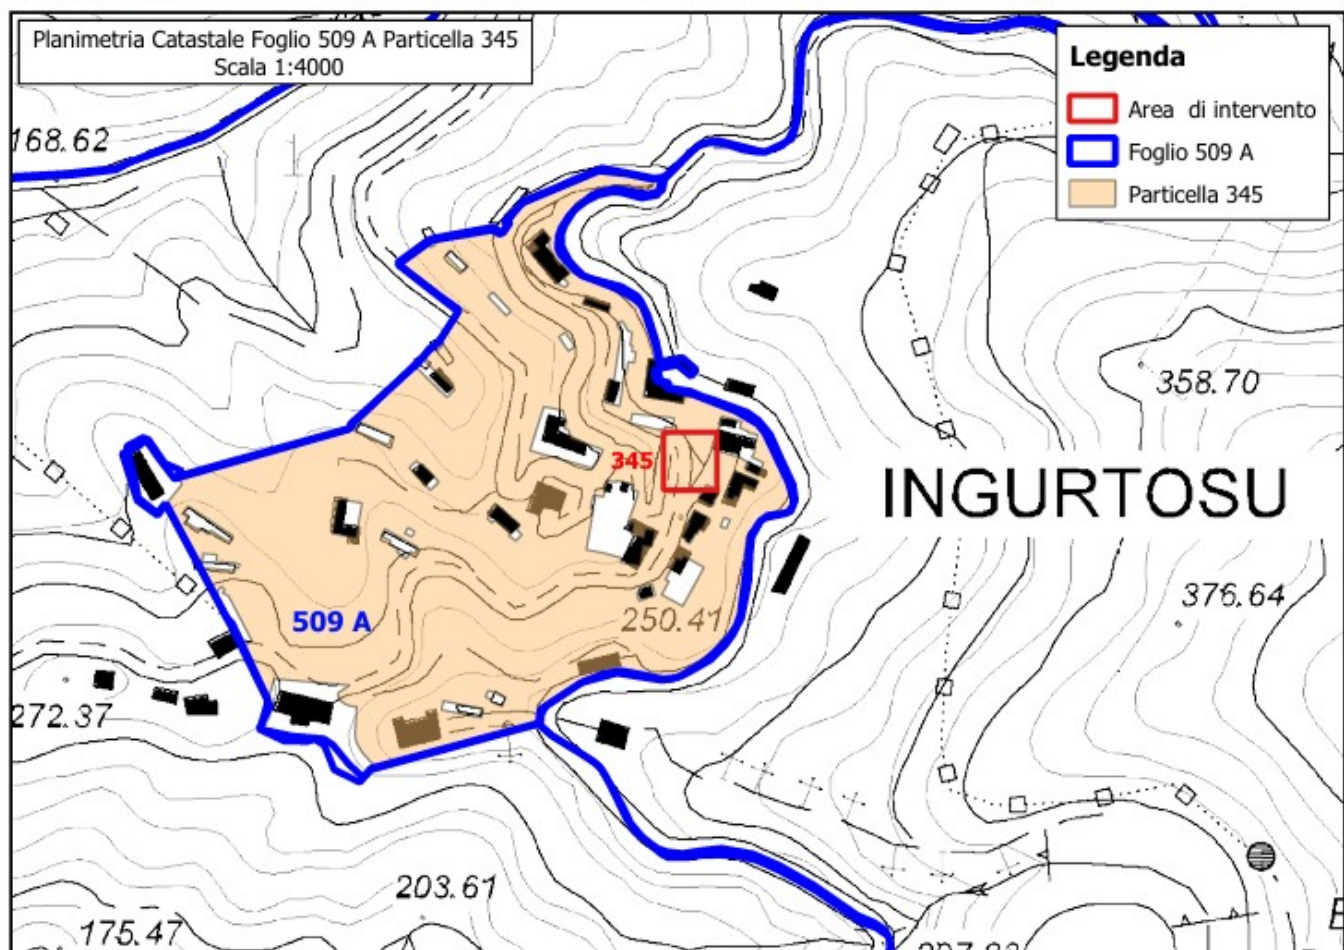 Planimetria Catastale Foglio 509 A Particella 345
Scala 1:4000
Legenda
Area di intervento
Foglio 509 A
Particella 345
168.62
358.70
345
INGURTOSU
376.64
509 A
250.41
272.37
203.61
175.47